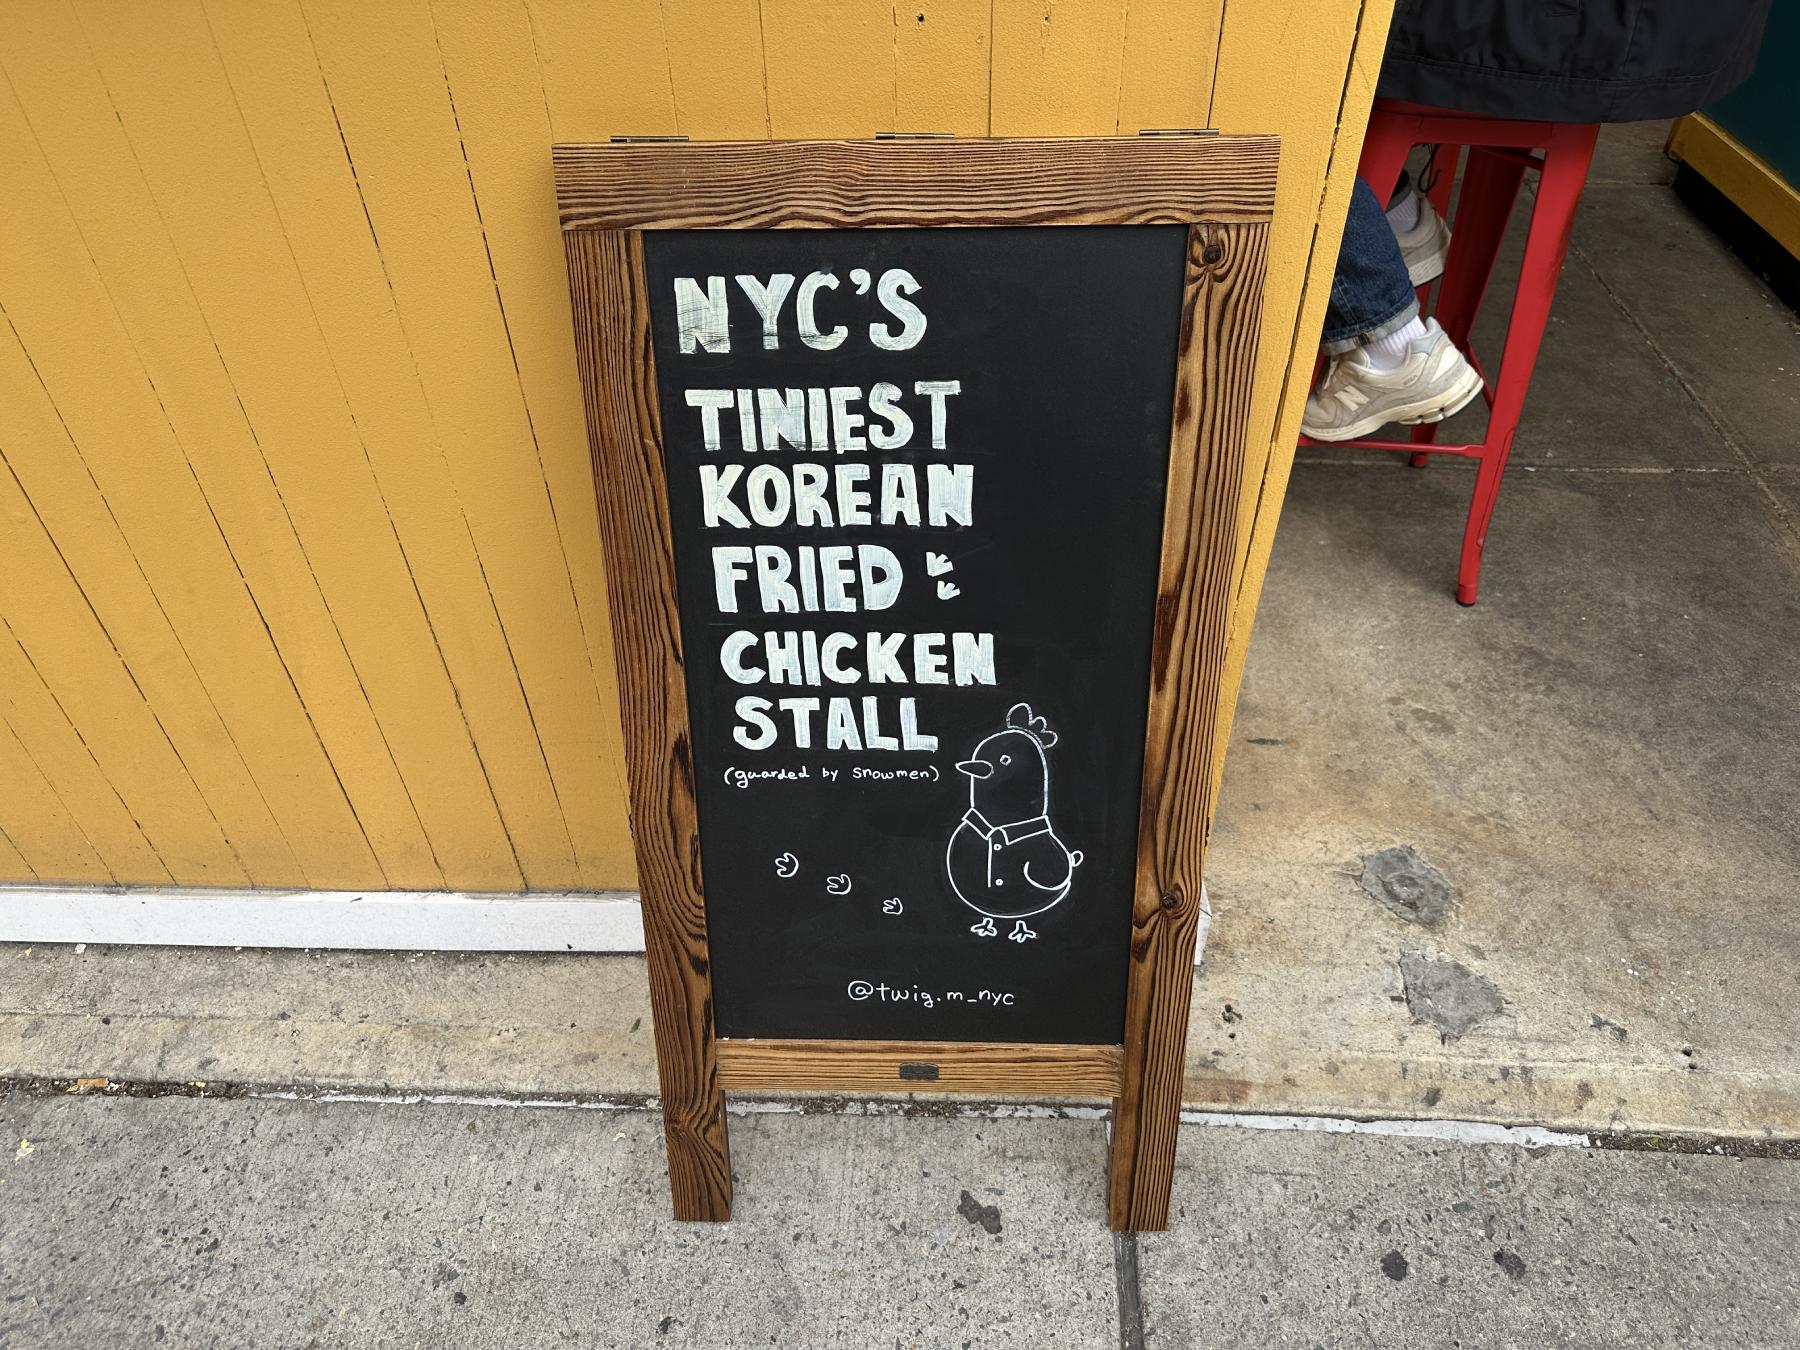 NYC'S
TINIEST
KOREAN
FRIED
CHICKEN
STALL
(guarded by snowmen)
@twig.m_nyc
N